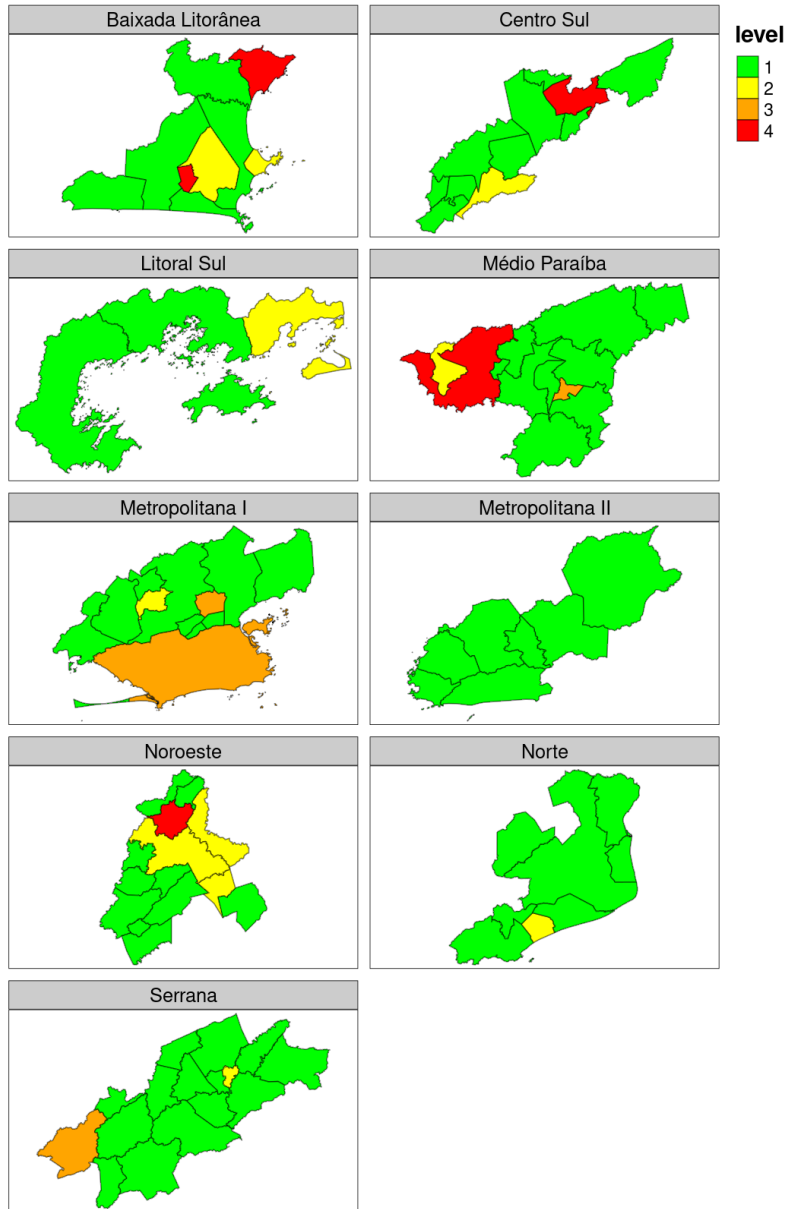 Baixada Litorânea
Centro Sul
level
1
2
3
4
Litoral Sul
Médio Paraíba
Metropolitana I
Metropolitana II
Noroeste
Norte
Serrana